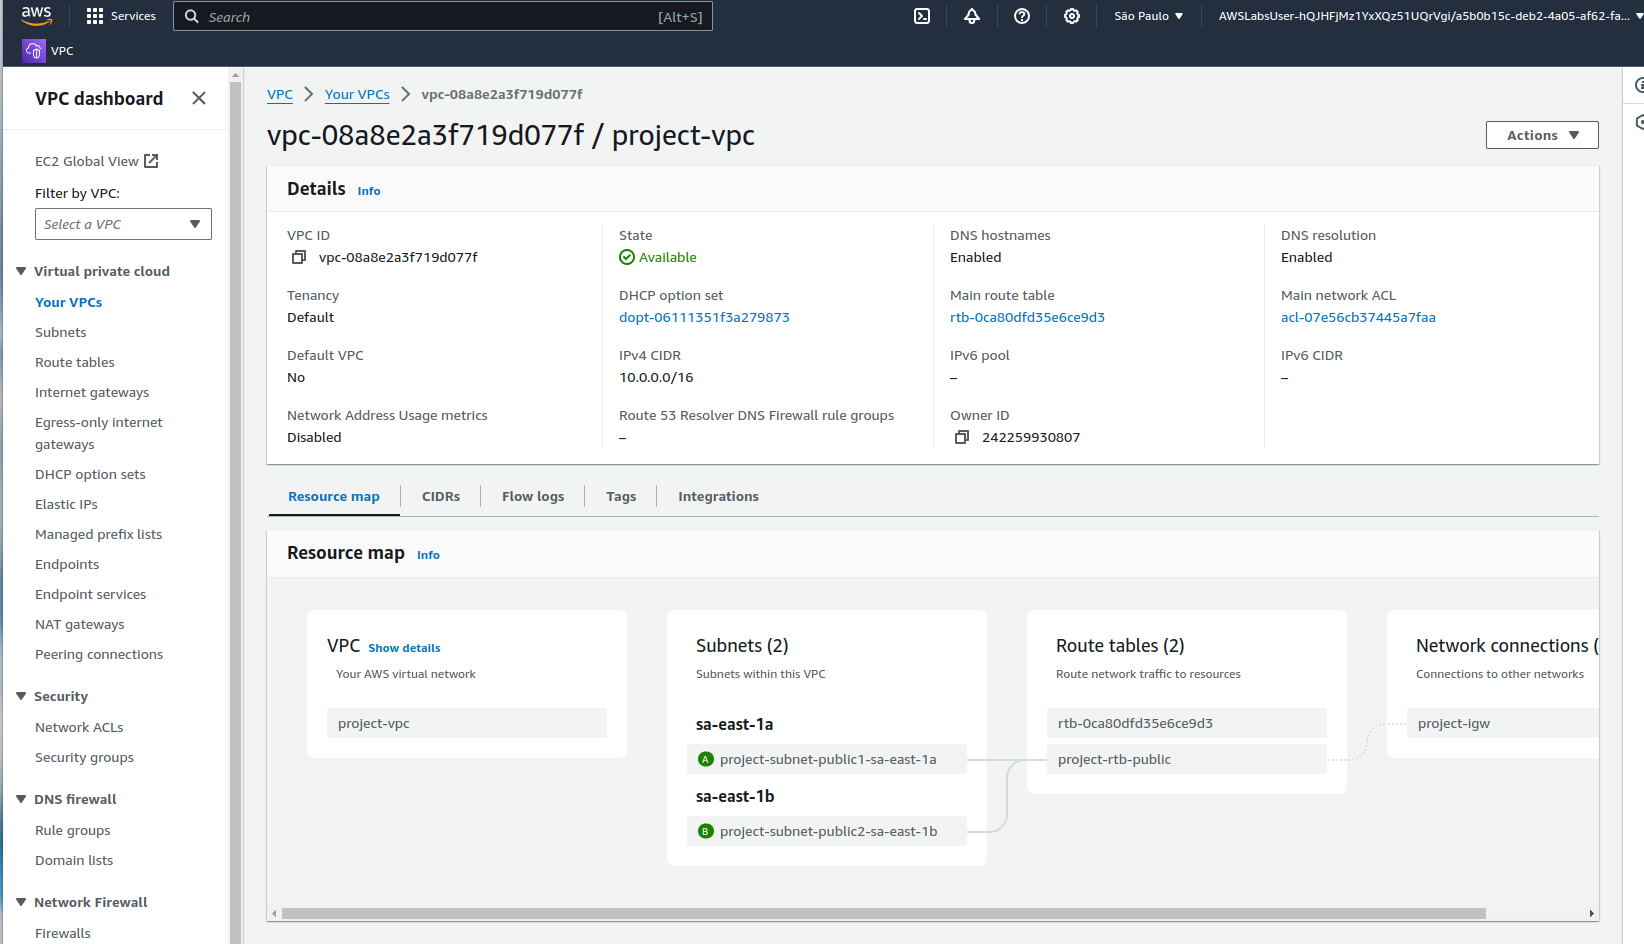 aws
Services
Search
[Alt+S]
São Paulo
AWSLabsUser-hQJHFjMz1YxXQz51UQrVgi/a5b0b15c-deb2-4a05-af62-fa...
VPC
VPC dashboard
EC2 Global View
Filter by VPC:
Select a VPC
Virtual private cloud
Your VPCs
Subnets
Route tables
Internet gateways
Egress-only internet
gateways
DHCP option sets
Elastic IPs
Managed prefix lists
Endpoints
Endpoint services
NAT gateways
Peering connections
Security
Network ACLs
Security groups
DNS firewall
Rule groups
Domain lists
Network Firewall
Firewalls
VPC > Your VPCs > vpc-08a8e2a3f719d077f
vpc-08a8e2a3f719d077f / project-vpc
Actions
Details Info
VPC ID
vpc-08a8e2a3f719d077f
State
Available
DNS hostnames
Enabled
DNS resolution
Enabled
Tenancy
Default
DHCP option set
dopt-06111351f3a279873
Main route table
rtb-0ca80dfd35e6ce9d3
Main network ACL
acl-07e56cb37445a7faa
Default VPC
No
IPv4 CIDR
10.0.0.0/16
IPv6 pool
–
IPv6 CIDR
–
Network Address Usage metrics
Disabled
Route 53 Resolver DNS Firewall rule groups
–
Owner ID
242259930807
Resource map
CIDRs
Flow logs
Tags
Integrations
Resource map Info
VPC Show details
Your AWS virtual network
project-vpc
Subnets (2)
Subnets within this VPC
sa-east-1a
A project-subnet-public1-sa-east-1a
sa-east-1b
B project-subnet-public2-sa-east-1b
Route tables (2)
Route network traffic to resources
rtb-0ca80dfd35e6ce9d3
project-rtb-public
Network connections (
Connections to other networks
project-igw